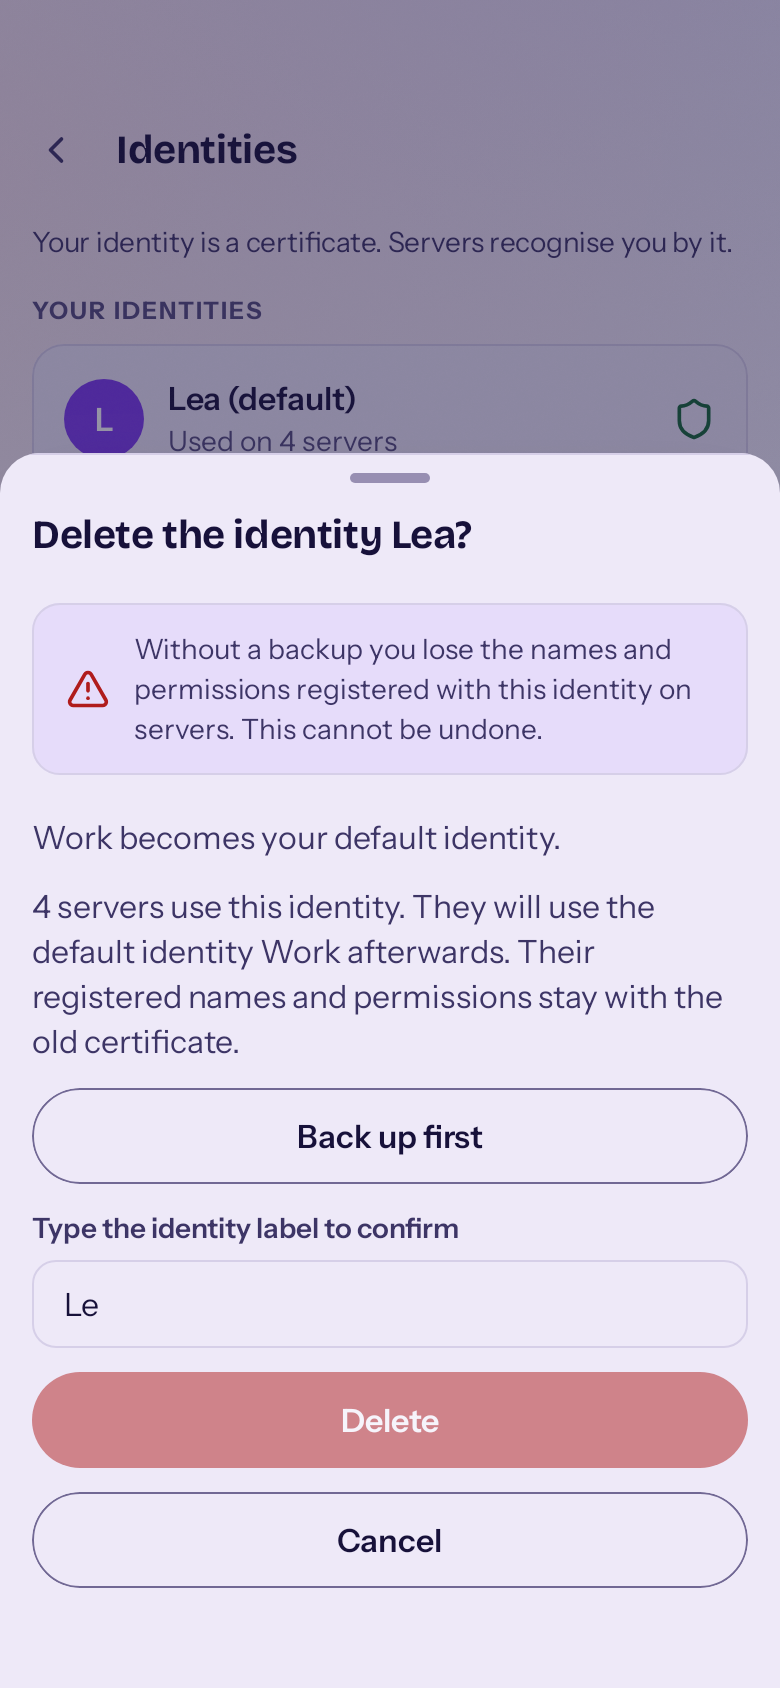 Identities
Your identity is a certificate. Servers recognise you by it.
YOUR IDENTITIES
L
Lea (default)
Used on 4 servers
Delete the identity Lea?
Without a backup you lose the names and
permissions registered with this identity on
servers. This cannot be undone.
Work becomes your default identity.
4 servers use this identity. They will use the
default identity Work afterwards. Their
registered names and permissions stay with the
old certificate.
Back up first
Type the identity label to confirm
Le
Delete
Cancel